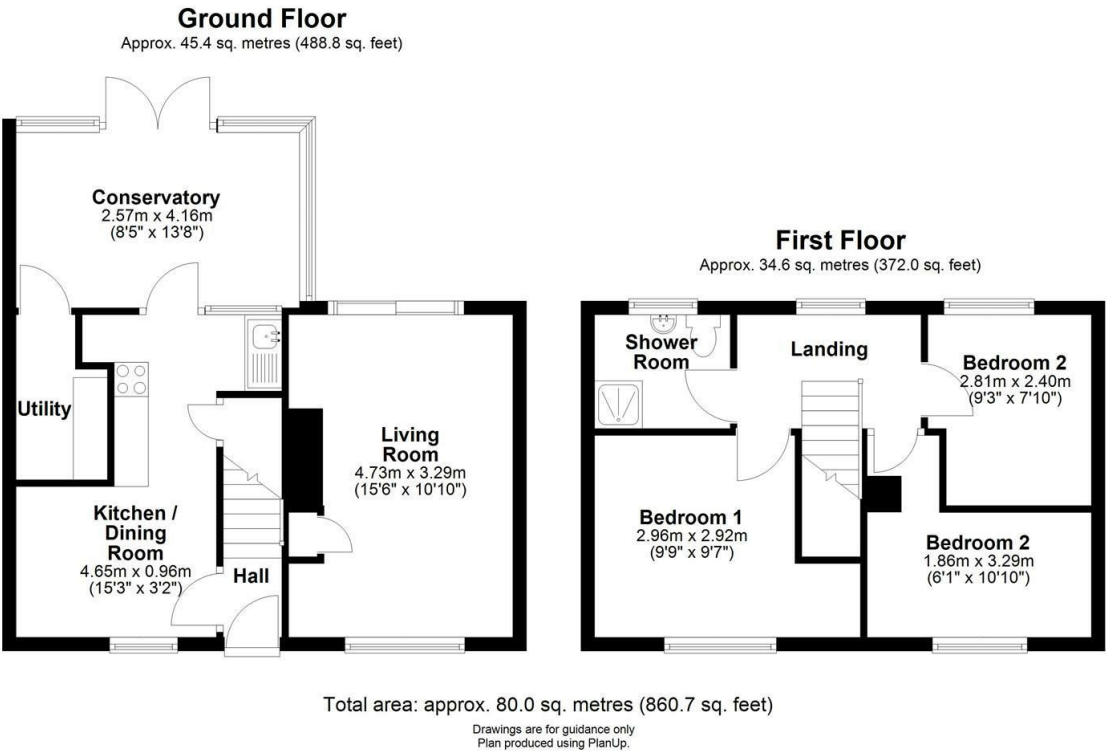 Ground Floor
Approx. 45.4 sq. metres (488.8 sq. feet)
Conservatory
2.57m x 4.16m
(8'5" x 13'8")
Utility
Kitchen /
Dining
Room
4.65m x 0.96m
(15'3" x 3'2")
Hall
Living
Room
4.73m x 3.29m
(15'6" x 10'10")
First Floor
Approx. 34.6 sq. metres (372.0 sq. feet)
Shower
Room
Landing
Bedroom 2
2.81m x 2.40m
(9'3" x 7'10")
Bedroom 1
2.96m x 2.92m
(9'9" x 9'7")
Bedroom 2
1.86m x 3.29m
(6'1" x 10'10")
Total area: approx. 80.0 sq. metres (860.7 sq. feet)
Drawings are for guidance only
Plan produced using PlanUp.